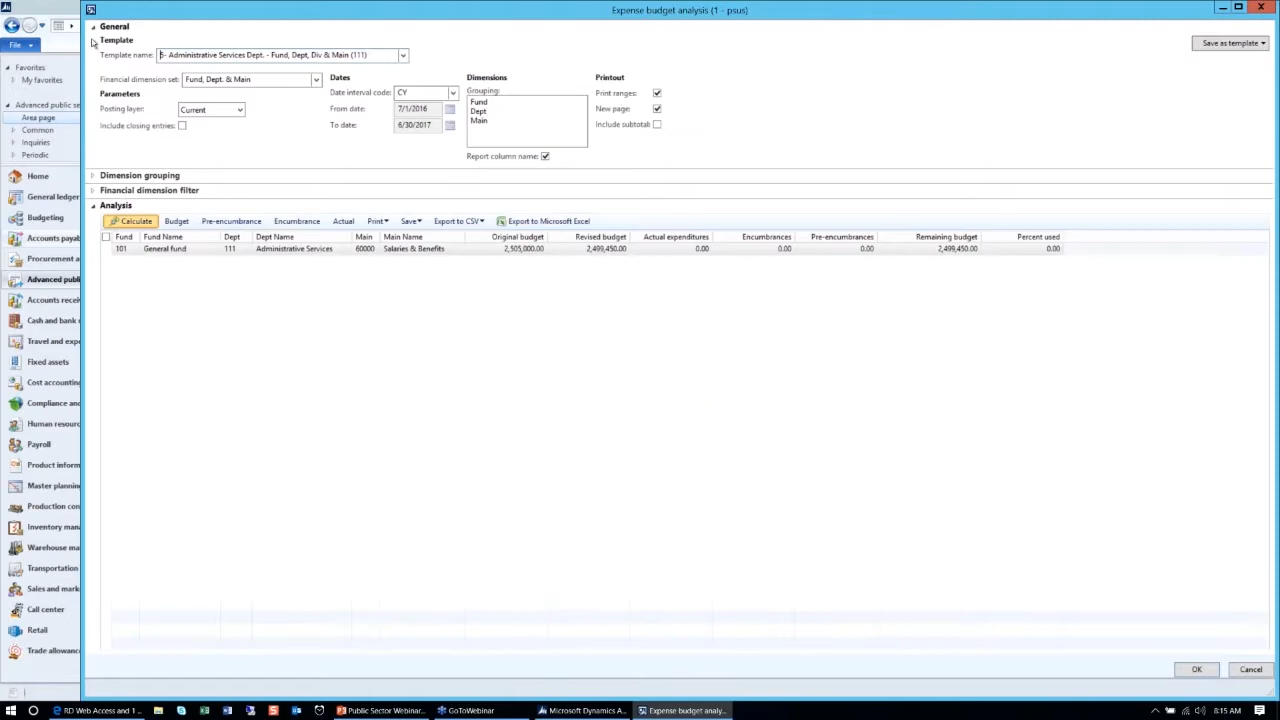 Expense budget analysis (1 - psus)
General
Template
Template name: 5- Administrative Services Dept. - Fund, Dept, Div & Main (111)
Save as template
Financial dimension set: Fund, Dept. & Main
Parameters
Posting layer: Current
Include closing entries:
Dates
Date interval code: CY
From date: 7/1/2016
To date: 6/30/2017
Dimensions
Grouping:
Fund
Dept
Main
Report column name:
Printout
Print ranges:
New page:
Include subtotal:
Dimension grouping
Financial dimension filter
Analysis
Calculate Budget Pre-encumbrance Encumbrance Actual Print Save Export to CSV Export to Microsoft Excel
Fund Fund Name Dept Dept Name Main Main Name Original budget Revised budget Actual expenditures Encumbrances Pre-encumbrances Remaining budget Percent used
101 General fund 111 Administrative Services 60000 Salaries & Benefits 2,505,000.00 2,499,450.00 0.00 0.00 0.00 2,499,450.00 0.00
File
Favorites
My favorites
Advanced public se
Area page
Common
Inquiries
Periodic
Home
General ledger
Budgeting
Accounts payab
Procurement a
Advanced publi
Accounts recei
Cash and bank
Travel and expe
Fixed assets
Cost accounting
Compliance and
Human resourc
Payroll
Product inform
Master planning
Production con
Inventory mana
Warehouse ma
Transportation
Sales and mark
Call center
Retail
Trade allowanc
OK Cancel
RD Web Access and 1 ... Public Sector Webinar... GoToWebinar Microsoft Dynamics A... Expense budget analy... 8:15 AM